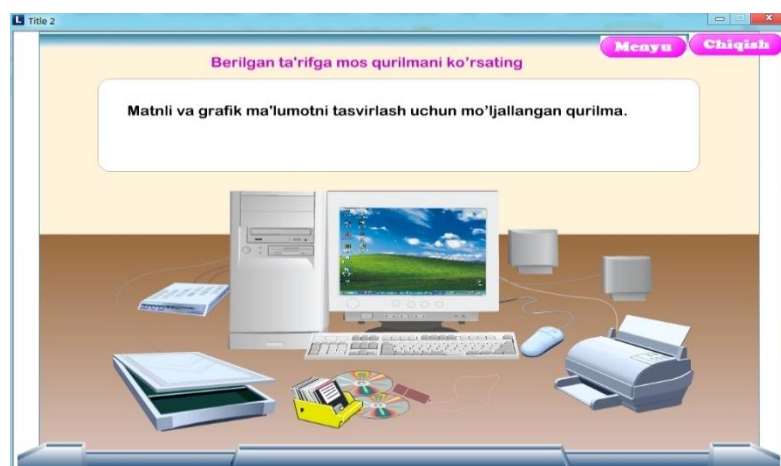 Title 2
Menyu
Chiqish
Berilgan ta'rifga mos qurilmani ko'rsating
Matnli va grafik ma'lumotni tasvirlash uchun mo'ljallangan qurilma.